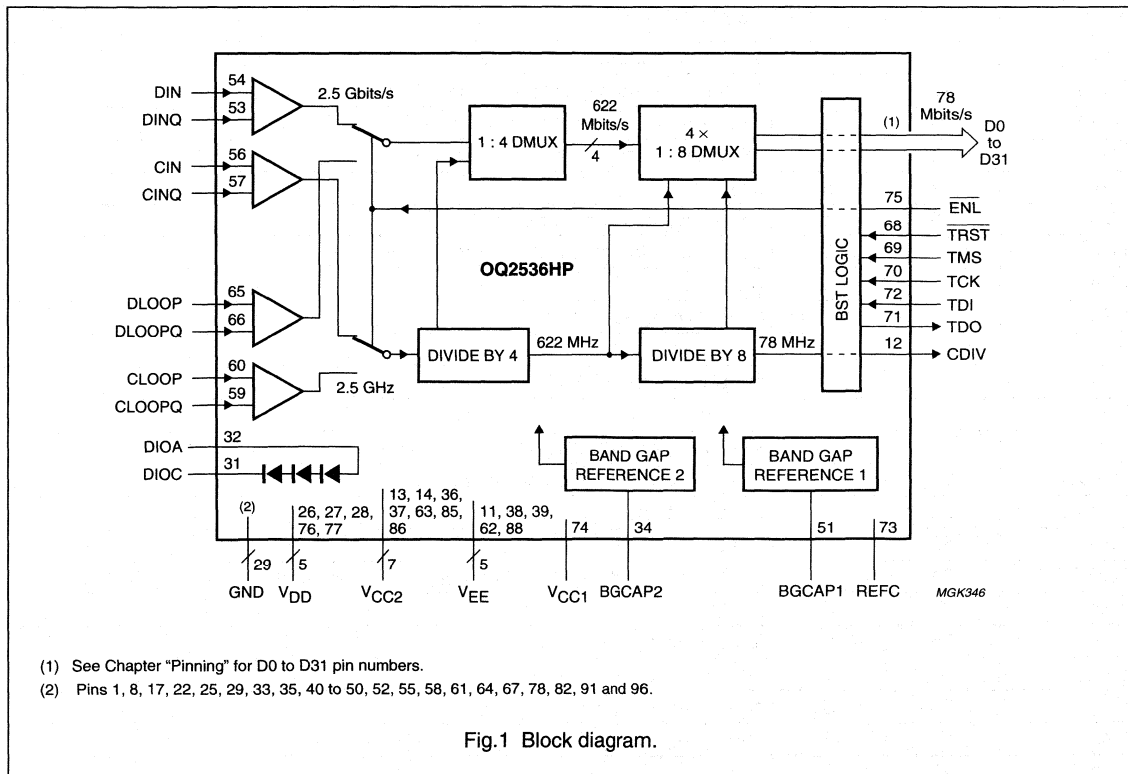 DIN
54
DINQ
53
2.5 Gbits/s
CIN
56
CINQ
57
1 : 4 DMUX
622
Mbits/s
4
4 ×
1 : 8 DMUX
(1)
78
Mbits/s
D0
to
D31
75
ENL
68
TRST
69
TMS
70
TCK
72
TDI
71
TDO
12
CDIV
BST LOGIC
OQ2536HP
DLOOP
65
DLOOPQ
66
CLOOP
60
CLOOPQ
59
2.5 GHz
DIVIDE BY 4
622 MHz
DIVIDE BY 8
78 MHz
DIOA
32
DIOC
31
BAND GAP
REFERENCE 2
BAND GAP
REFERENCE 1
(2)
26, 27, 28,
76, 77
13, 14, 36,
37, 63, 85,
86
11, 38, 39,
62, 88
74
34
51
73
29
5
7
5
GND
VDD
VCC2
VEE
VCC1
BGCAP2
BGCAP1
REFC
MGK346
(1) See Chapter “Pinning” for D0 to D31 pin numbers.
(2) Pins 1, 8, 17, 22, 25, 29, 33, 35, 40 to 50, 52, 55, 58, 61, 64, 67, 78, 82, 91 and 96.
Fig.1 Block diagram.